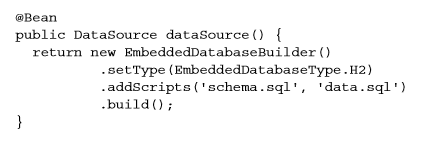 @Bean
public DataSource dataSource() {
  return new EmbeddedDatabaseBuilder()
          .setType(EmbeddedDatabaseType.H2)
          .addScripts('schema.sql', 'data.sql')
          .build();
}